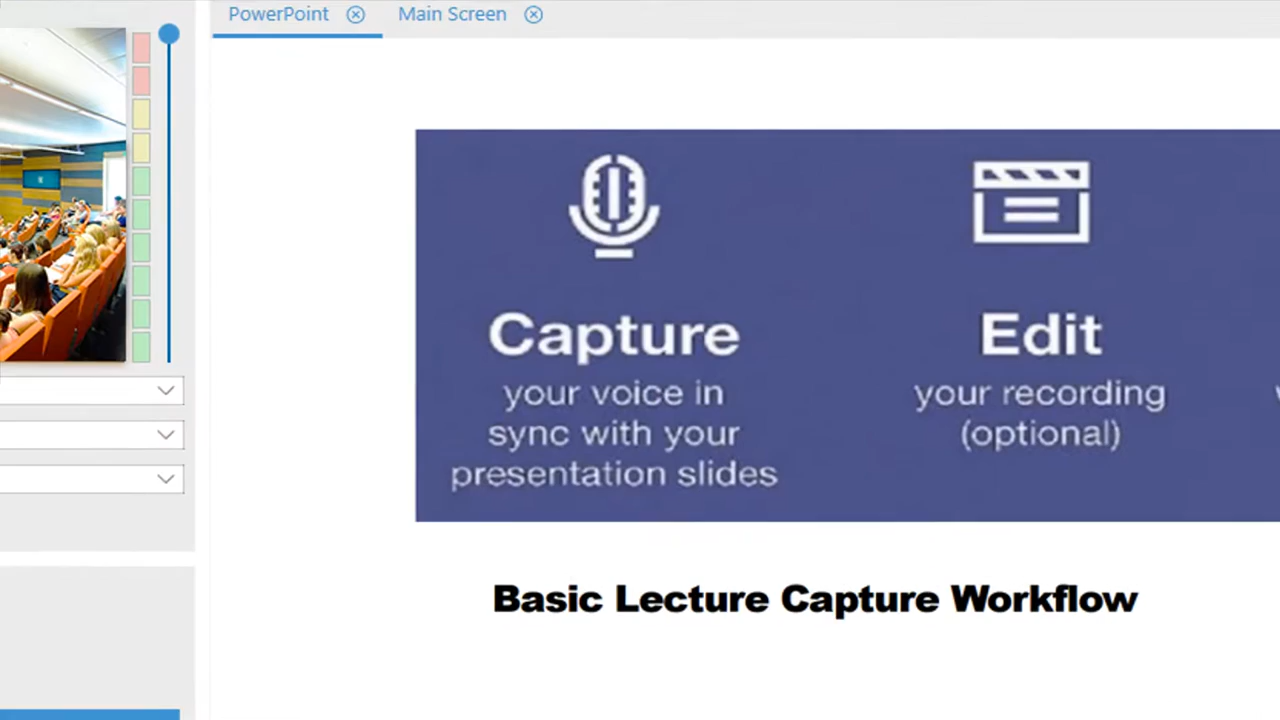 PowerPoint
Main Screen
Capture
your voice in
sync with your
presentation slides
Edit
your recording
(optional)
Basic Lecture Capture Workflow